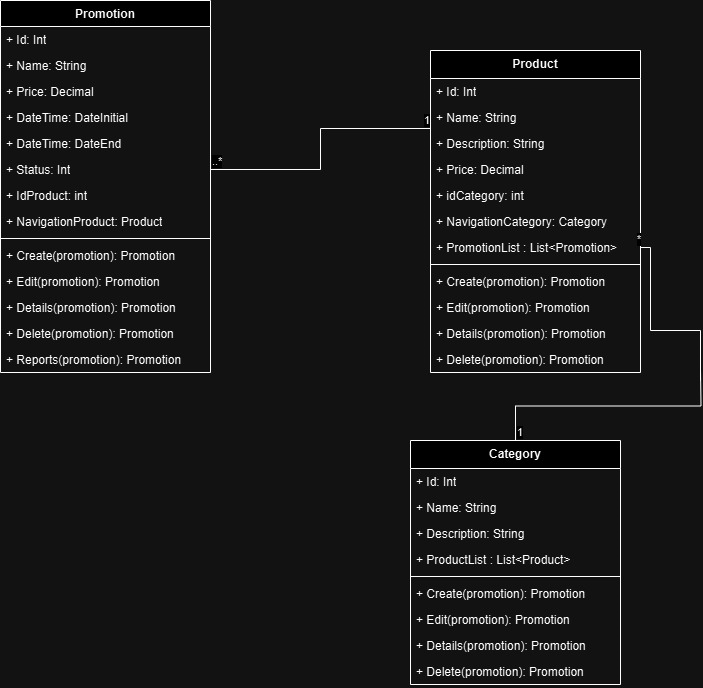 Promotion
+ Id: Int
+ Name: String
+ Price: Decimal
+ DateTime: DateInitial
+ DateTime: DateEnd
+ Status: Int
+ IdProduct: int
+ NavigationProduct: Product
+ Create(promotion): Promotion
+ Edit(promotion): Promotion
+ Details(promotion): Promotion
+ Delete(promotion): Promotion
+ Reports(promotion): Promotion
..*
1
Product
+ Id: Int
+ Name: String
+ Description: String
+ Price: Decimal
+ idCategory: int
+ NavigationCategory: Category
+ PromotionList : List<Promotion>
+ Create(promotion): Promotion
+ Edit(promotion): Promotion
+ Details(promotion): Promotion
+ Delete(promotion): Promotion
*
1
Category
+ Id: Int
+ Name: String
+ Description: String
+ ProductList : List<Product>
+ Create(promotion): Promotion
+ Edit(promotion): Promotion
+ Details(promotion): Promotion
+ Delete(promotion): Promotion